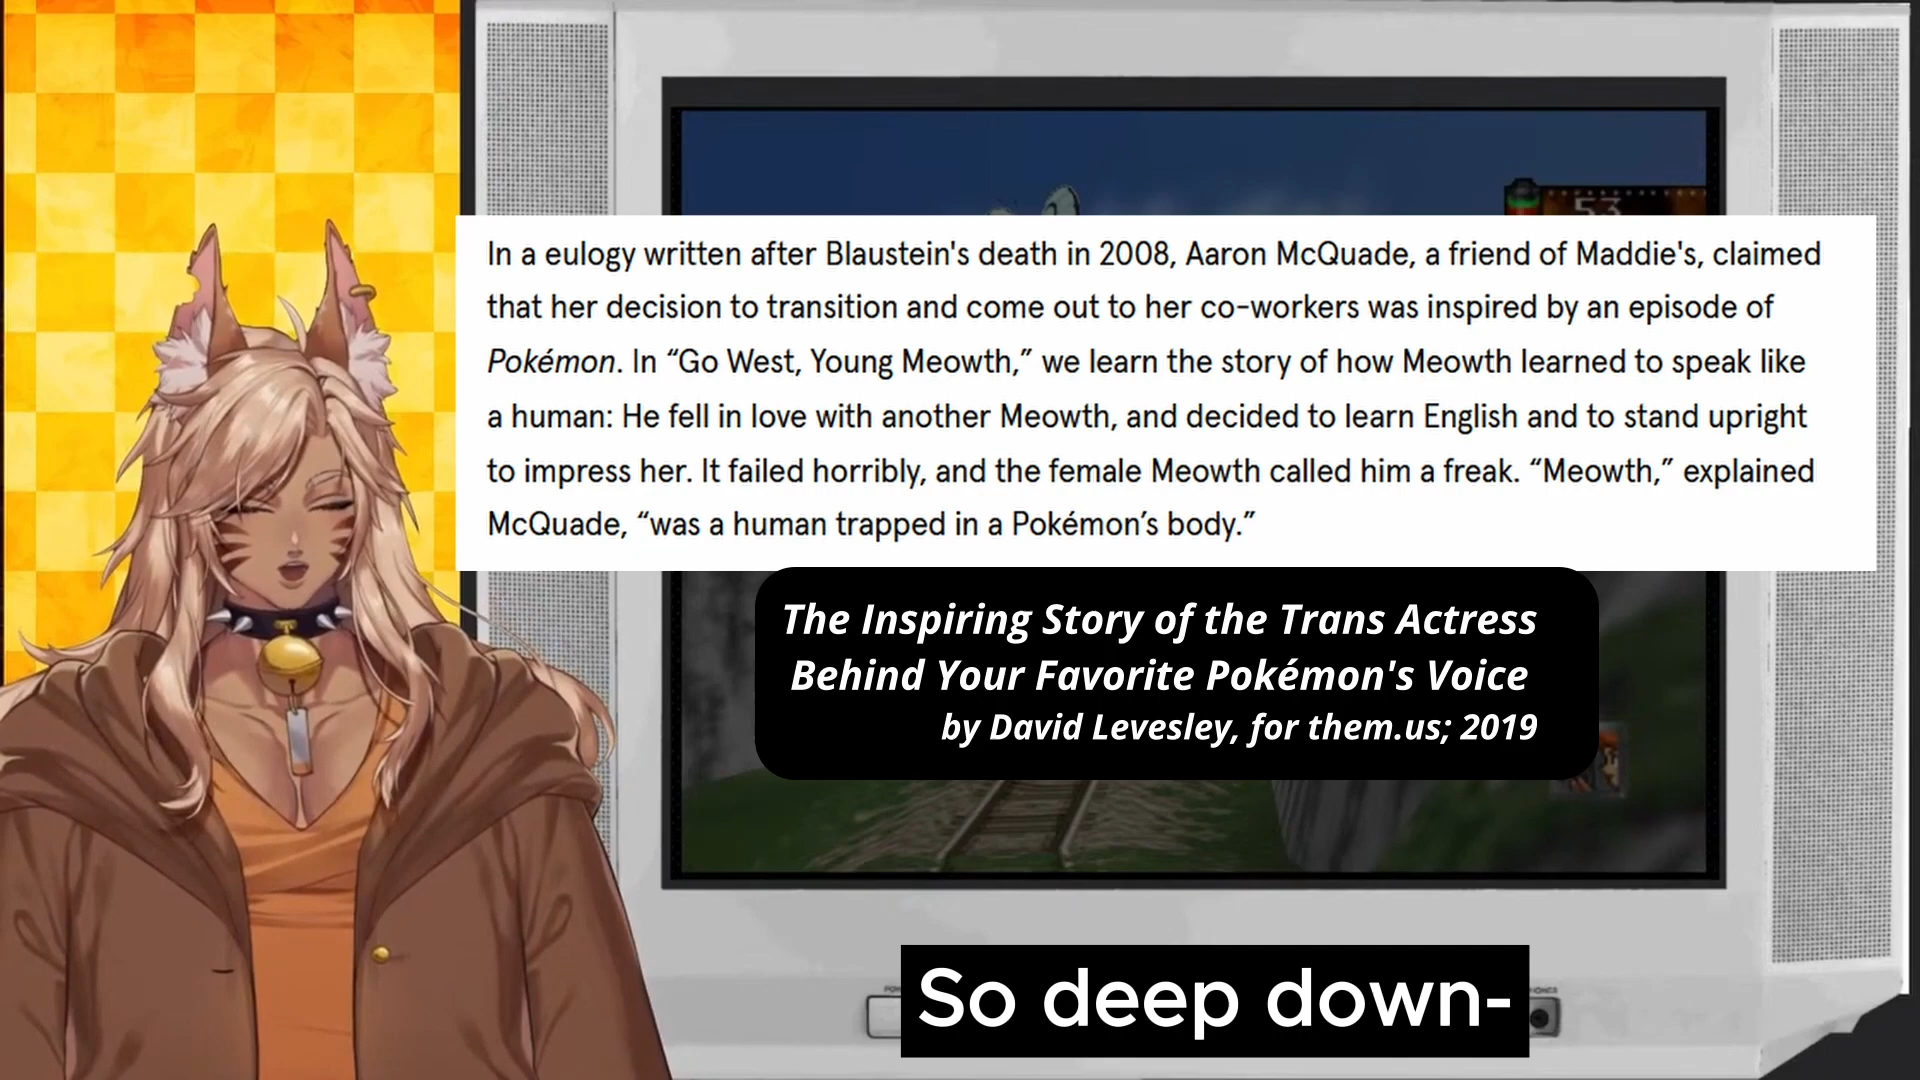 53
In a eulogy written after Blaustein's death in 2008, Aaron McQuade, a friend of Maddie's, claimed
that her decision to transition and come out to her co-workers was inspired by an episode of
Pokémon. In “Go West, Young Meowth,” we learn the story of how Meowth learned to speak like
a human: He fell in love with another Meowth, and decided to learn English and to stand upright
to impress her. It failed horribly, and the female Meowth called him a freak. “Meowth,” explained
McQuade, “was a human trapped in a Pokémon’s body.”
The Inspiring Story of the Trans Actress
Behind Your Favorite Pokémon's Voice
by David Levesley, for them.us; 2019
So deep down-